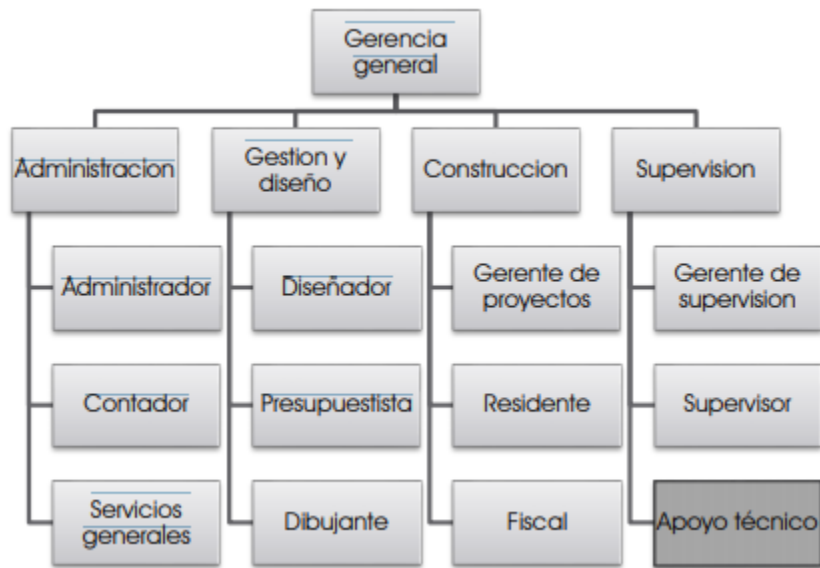 Gerencia
general
Administracion
Gestion y
diseño
Construccion
Supervision
Administrador
Diseñador
Gerente de
proyectos
Gerente de
supervision
Contador
Presupuestista
Residente
Supervisor
Servicios
generales
Dibujante
Fiscal
Apoyo técnico